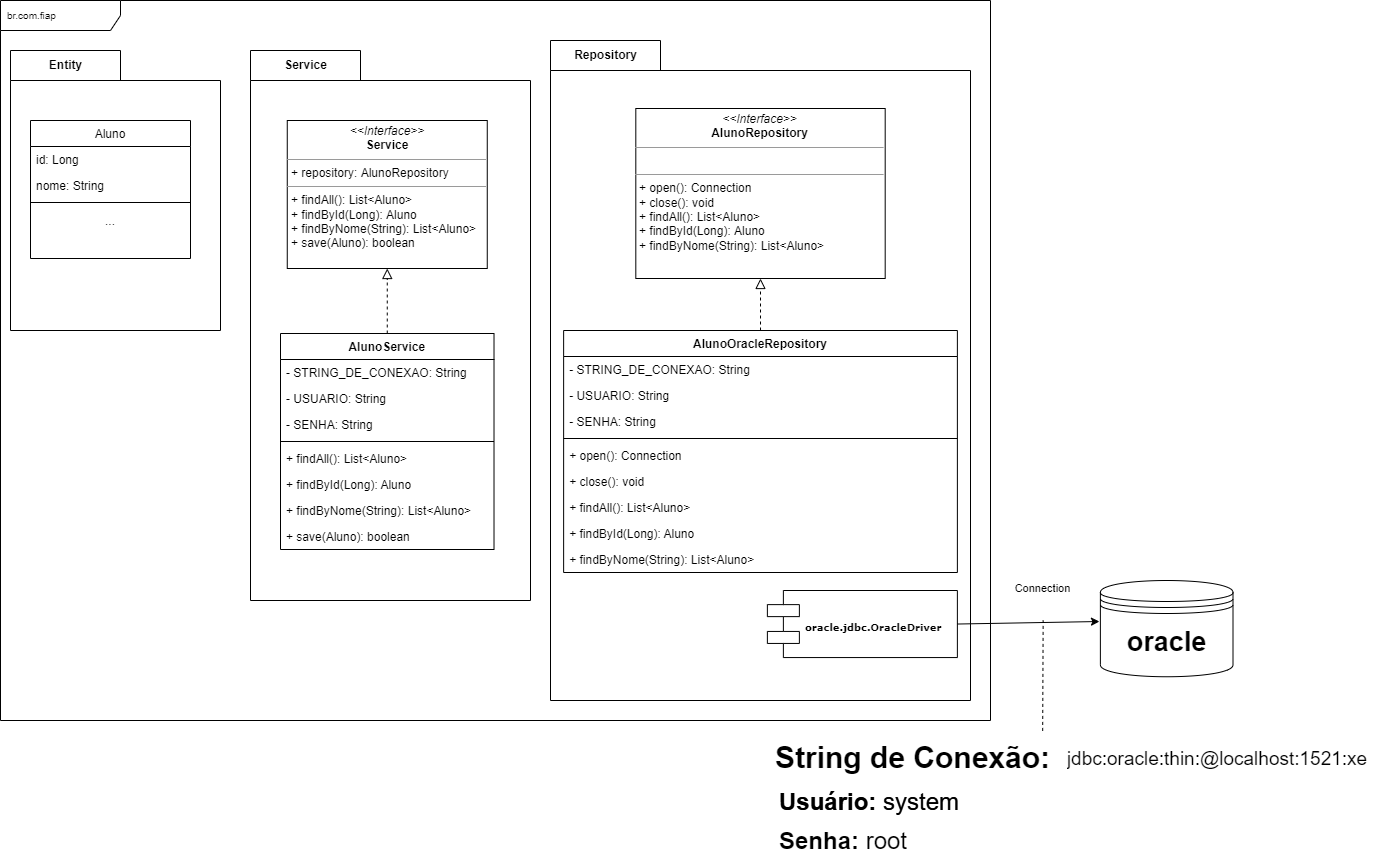 br.com.fiap
Entity
Aluno
id: Long
nome: String
...
Service
<<Interface>>
Service
+ repository: AlunoRepository
+ findAll(): List<Aluno>
+ findById(Long): Aluno
+ findByNome(String): List<Aluno>
+ save(Aluno): boolean
AlunoService
- STRING_DE_CONEXAO: String
- USUARIO: String
- SENHA: String
+ findAll(): List<Aluno>
+ findById(Long): Aluno
+ findByNome(String): List<Aluno>
+ save(Aluno): boolean
Repository
<<Interface>>
AlunoRepository
+ open(): Connection
+ close(): void
+ findAll(): List<Aluno>
+ findById(Long): Aluno
+ findByNome(String): List<Aluno>
AlunoOracleRepository
- STRING_DE_CONEXAO: String
- USUARIO: String
- SENHA: String
+ open(): Connection
+ close(): void
+ findAll(): List<Aluno>
+ findById(Long): Aluno
+ findByNome(String): List<Aluno>
oracle.jdbc.OracleDriver
Connection
oracle
String de Conexão: jdbc:oracle:thin:@localhost:1521:xe
Usuário: system
Senha: root